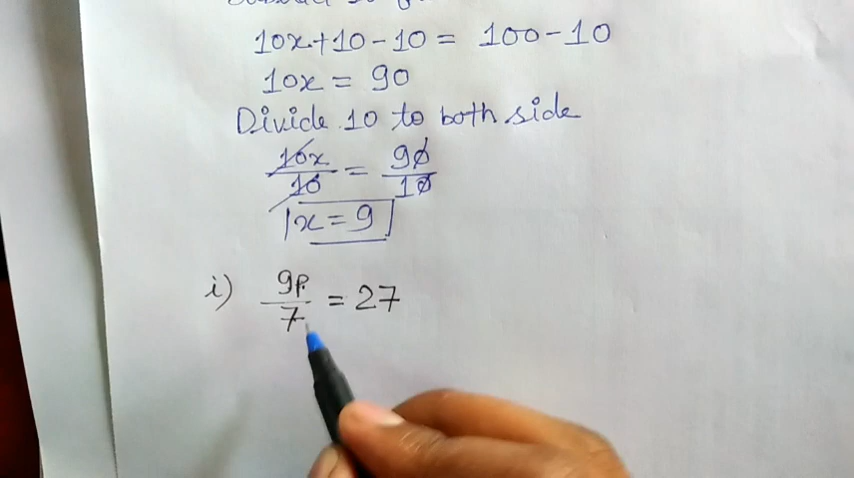 10x+10-10 = 100-10
10x = 90
Divide 10 to both side
10x/10 = 90/10
x = 9
i) 9p/7 = 27